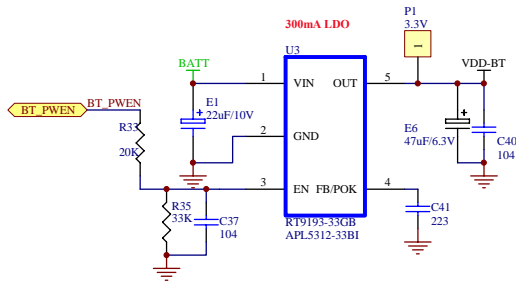 300mA LDO
P1
3.3V
1
U3
BATT
VDD-BT
1
VIN
OUT
5
BT_PWEN
BT_PWEN
E1
22uF/10V
R33
20K
2
GND
E6
47uF/6.3V
C40
104
3
EN
FB/POK
4
R35
33K
C37
104
C41
223
RT9193-33GB
APL5312-33BI